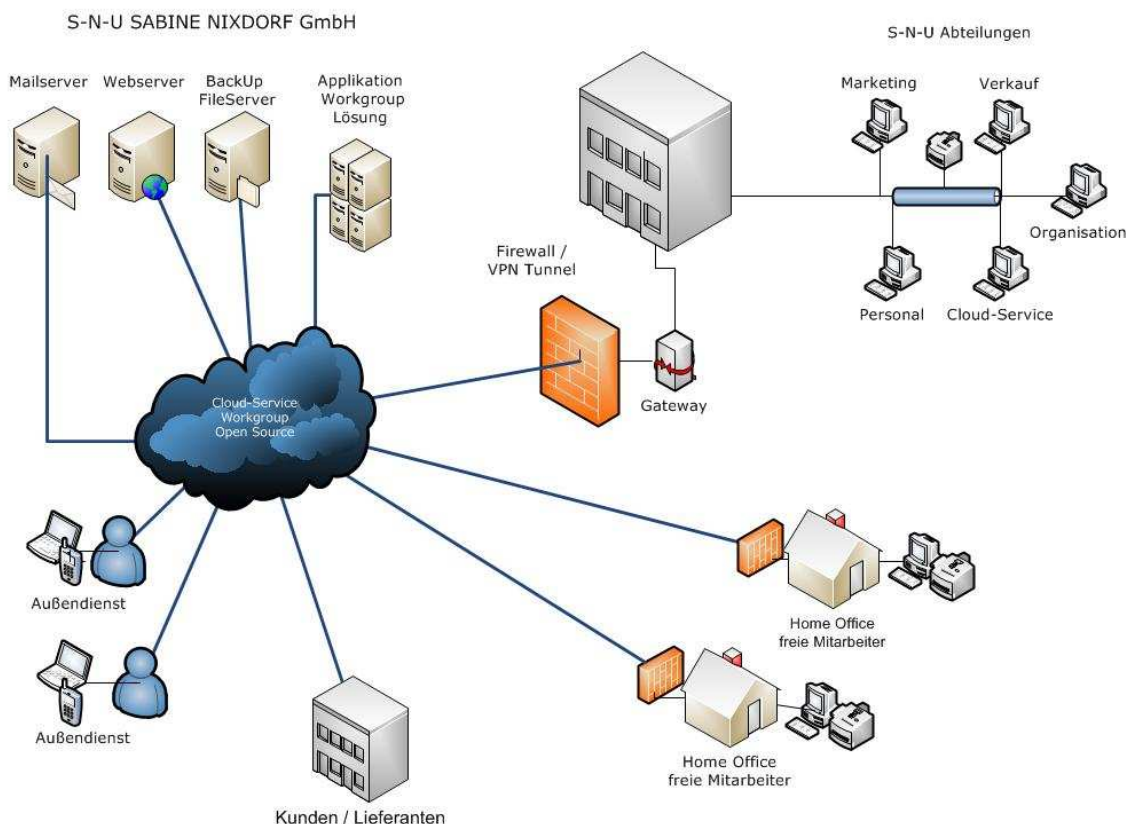 S-N-U SABINE NIXDORF GmbH
S-N-U Abteilungen
Mailserver
Webserver
BackUp
FileServer
Applikation
Workgroup
Lösung
Marketing
Verkauf
Organisation
Personal
Cloud-Service
Firewall /
VPN Tunnel
Gateway
Cloud-Service
Workgroup
Open Source
Außendienst
Außendienst
Home Office
freie Mitarbeiter
Home Office
freie Mitarbeiter
Kunden / Lieferanten